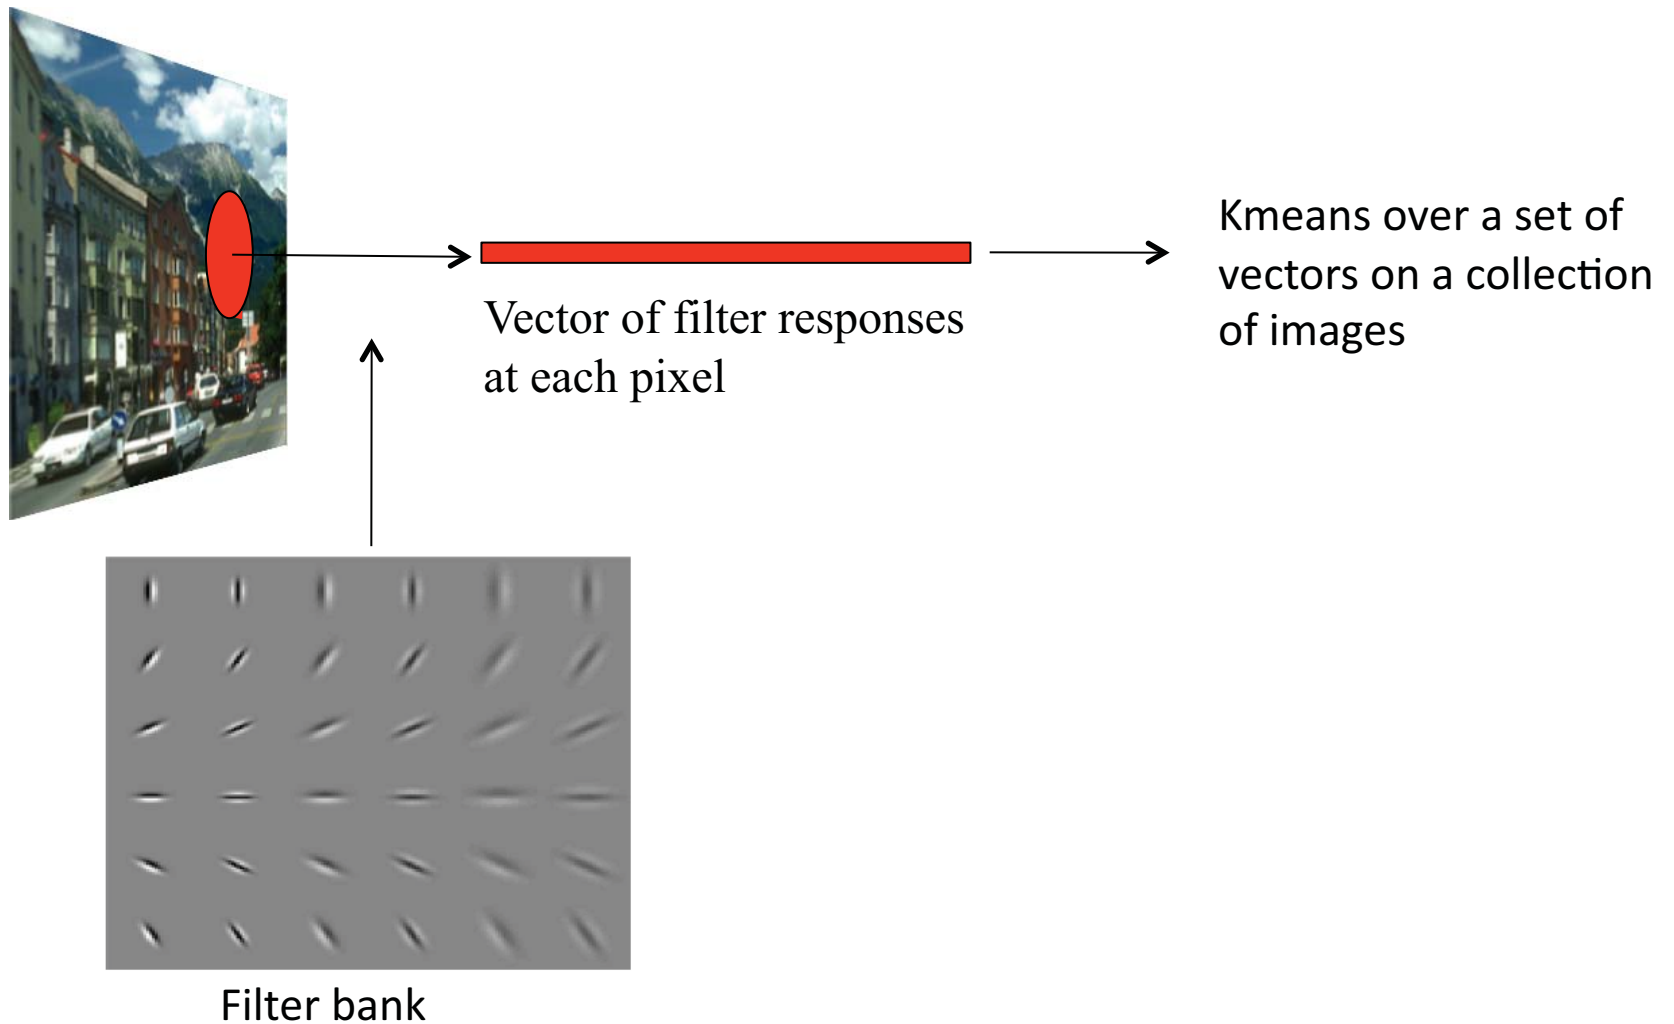 Kmeans over a set of
vectors on a collection
of images
Vector of filter responses
at each pixel
Filter bank